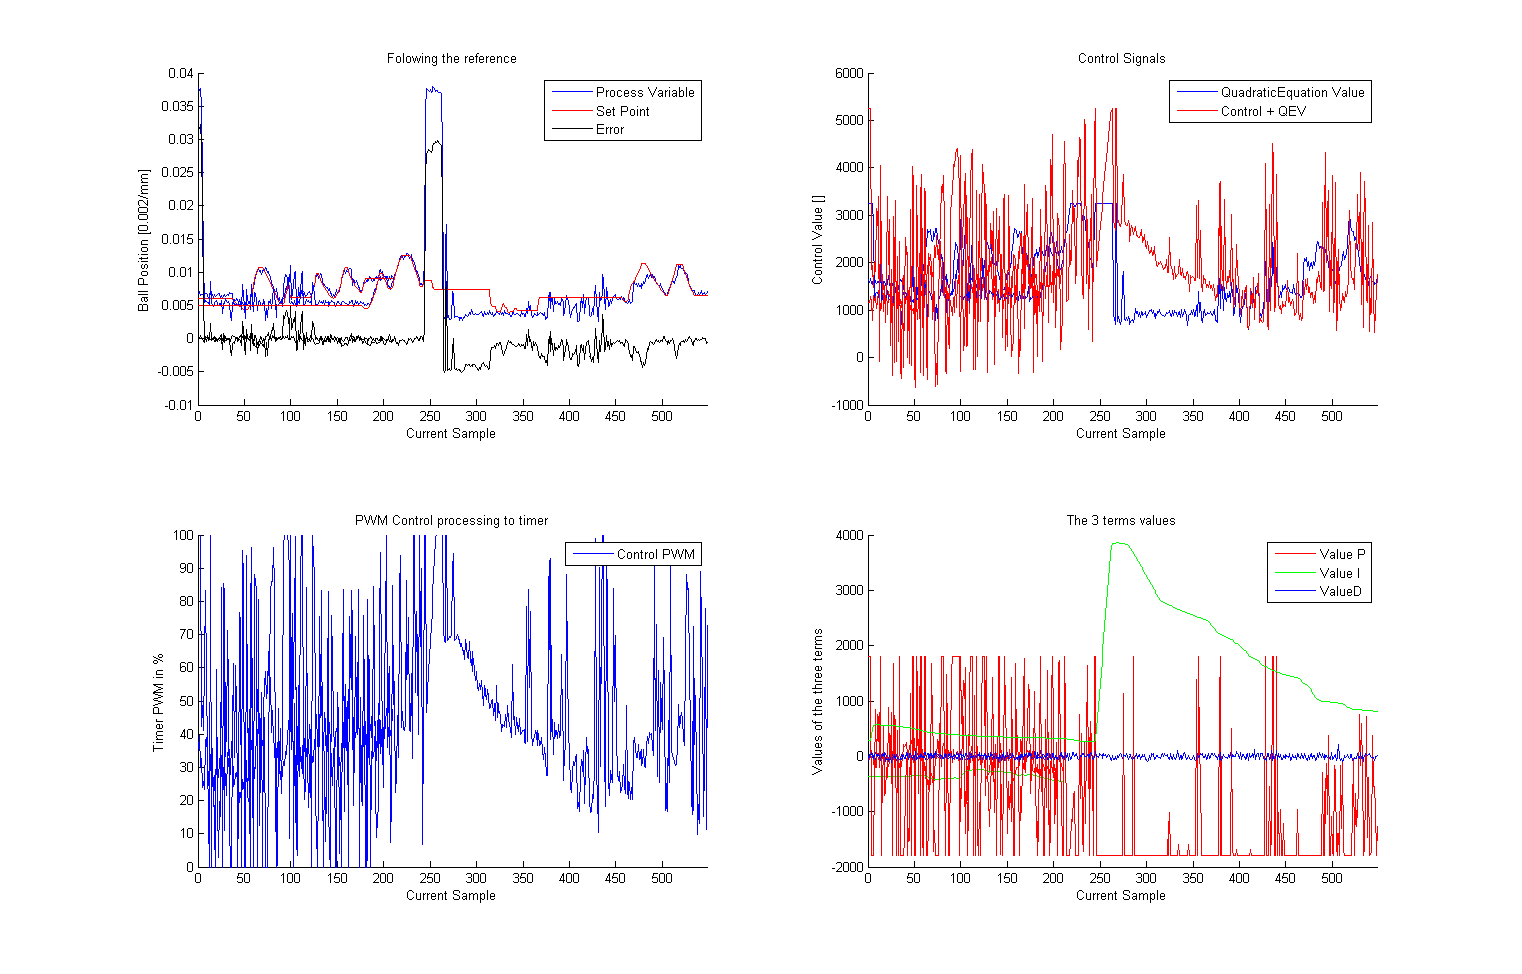 Folowing the reference
0.04
0.035
0.03
0.025
0.02
0.015
0.01
0.005
0
-0.005
-0.01
Ball Position [0.002/mm]
Process Variable
Set Point
Error
0 50 100 150 200 250 300 350 400 450 500
Current Sample
Control Signals
6000
5000
4000
3000
2000
1000
0
-1000
Control Value []
QuadraticEquation Value
Control + QEV
0 50 100 150 200 250 300 350 400 450 500
Current Sample
PWM Control processing to timer
100
90
80
70
60
50
40
30
20
10
0
Timer PWM in %
Control PWM
0 50 100 150 200 250 300 350 400 450 500
Current Sample
The 3 terms values
4000
3000
2000
1000
0
-1000
-2000
Values of the three terms
Value P
Value I
ValueD
0 50 100 150 200 250 300 350 400 450 500
Current Sample